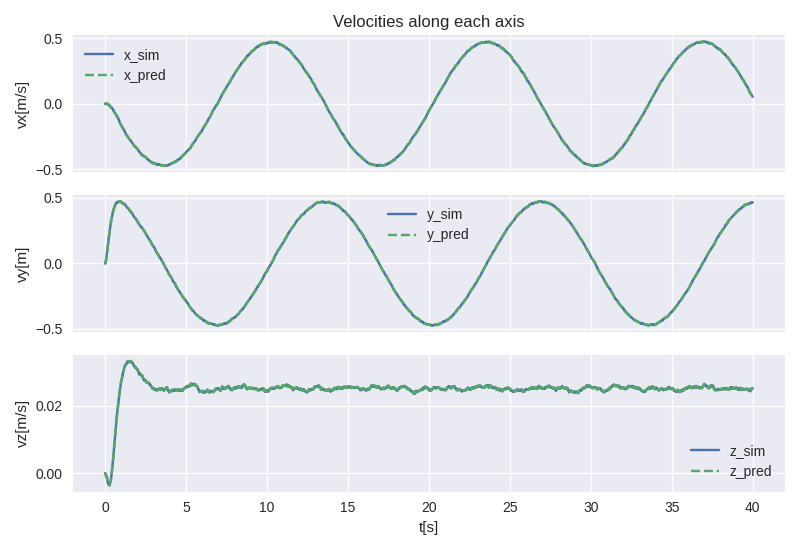 Velocities along each axis
0.5
0.0
−0.5
vx[m/s]
x_sim
x_pred
0.5
0.0
−0.5
vy[m]
y_sim
y_pred
0.02
0.00
vz[m/s]
z_sim
z_pred
0 5 10 15 20 25 30 35 40
t[s]